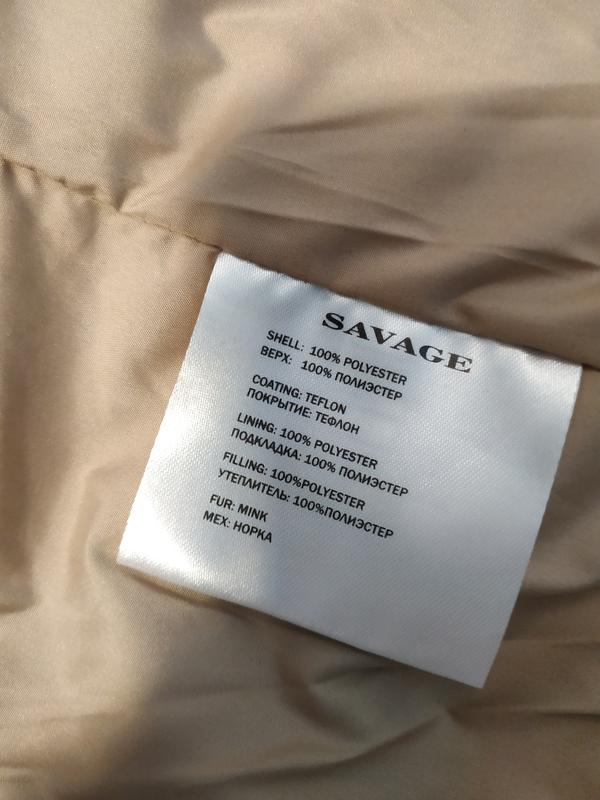 SAVAGE
SHELL: 100% POLYESTER
ВЕРХ: 100% ПОЛИЭСТЕР
COATING: TEFLON
ПОКРЫТИЕ: ТЕФЛОН
LINING: 100% POLYESTER
ПОДКЛАДКА: 100% ПОЛИЭСТЕР
FILLING: 100%POLYESTER
УТЕПЛИТЕЛЬ: 100%ПОЛИЭСТЕР
FUR: MINK
МЕХ: НОРКА